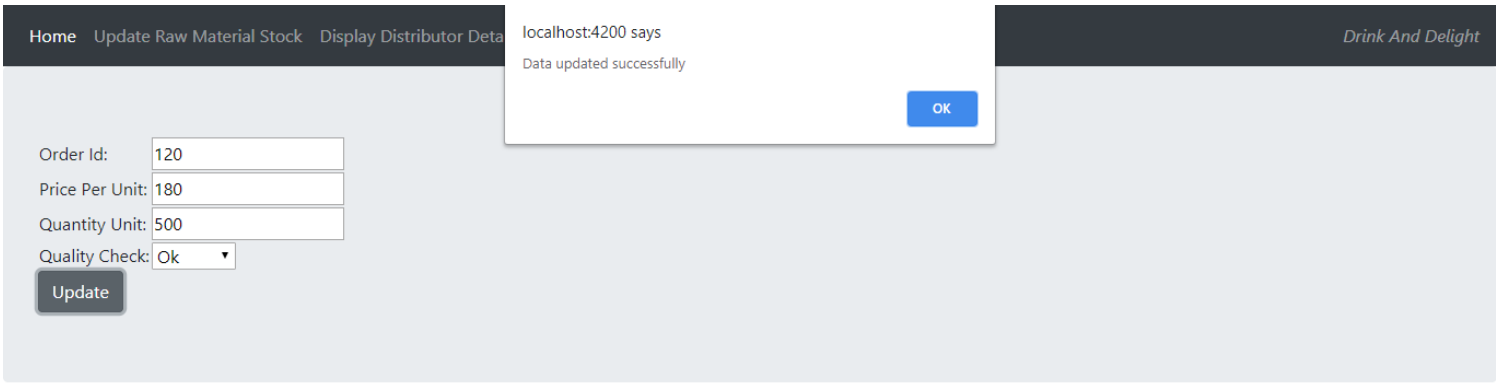 Home Update Raw Material Stock Display Distributor Deta
Drink And Delight
localhost:4200 says
Data updated successfully
OK
Order Id: 120
Price Per Unit: 180
Quantity Unit: 500
Quality Check: Ok
Update